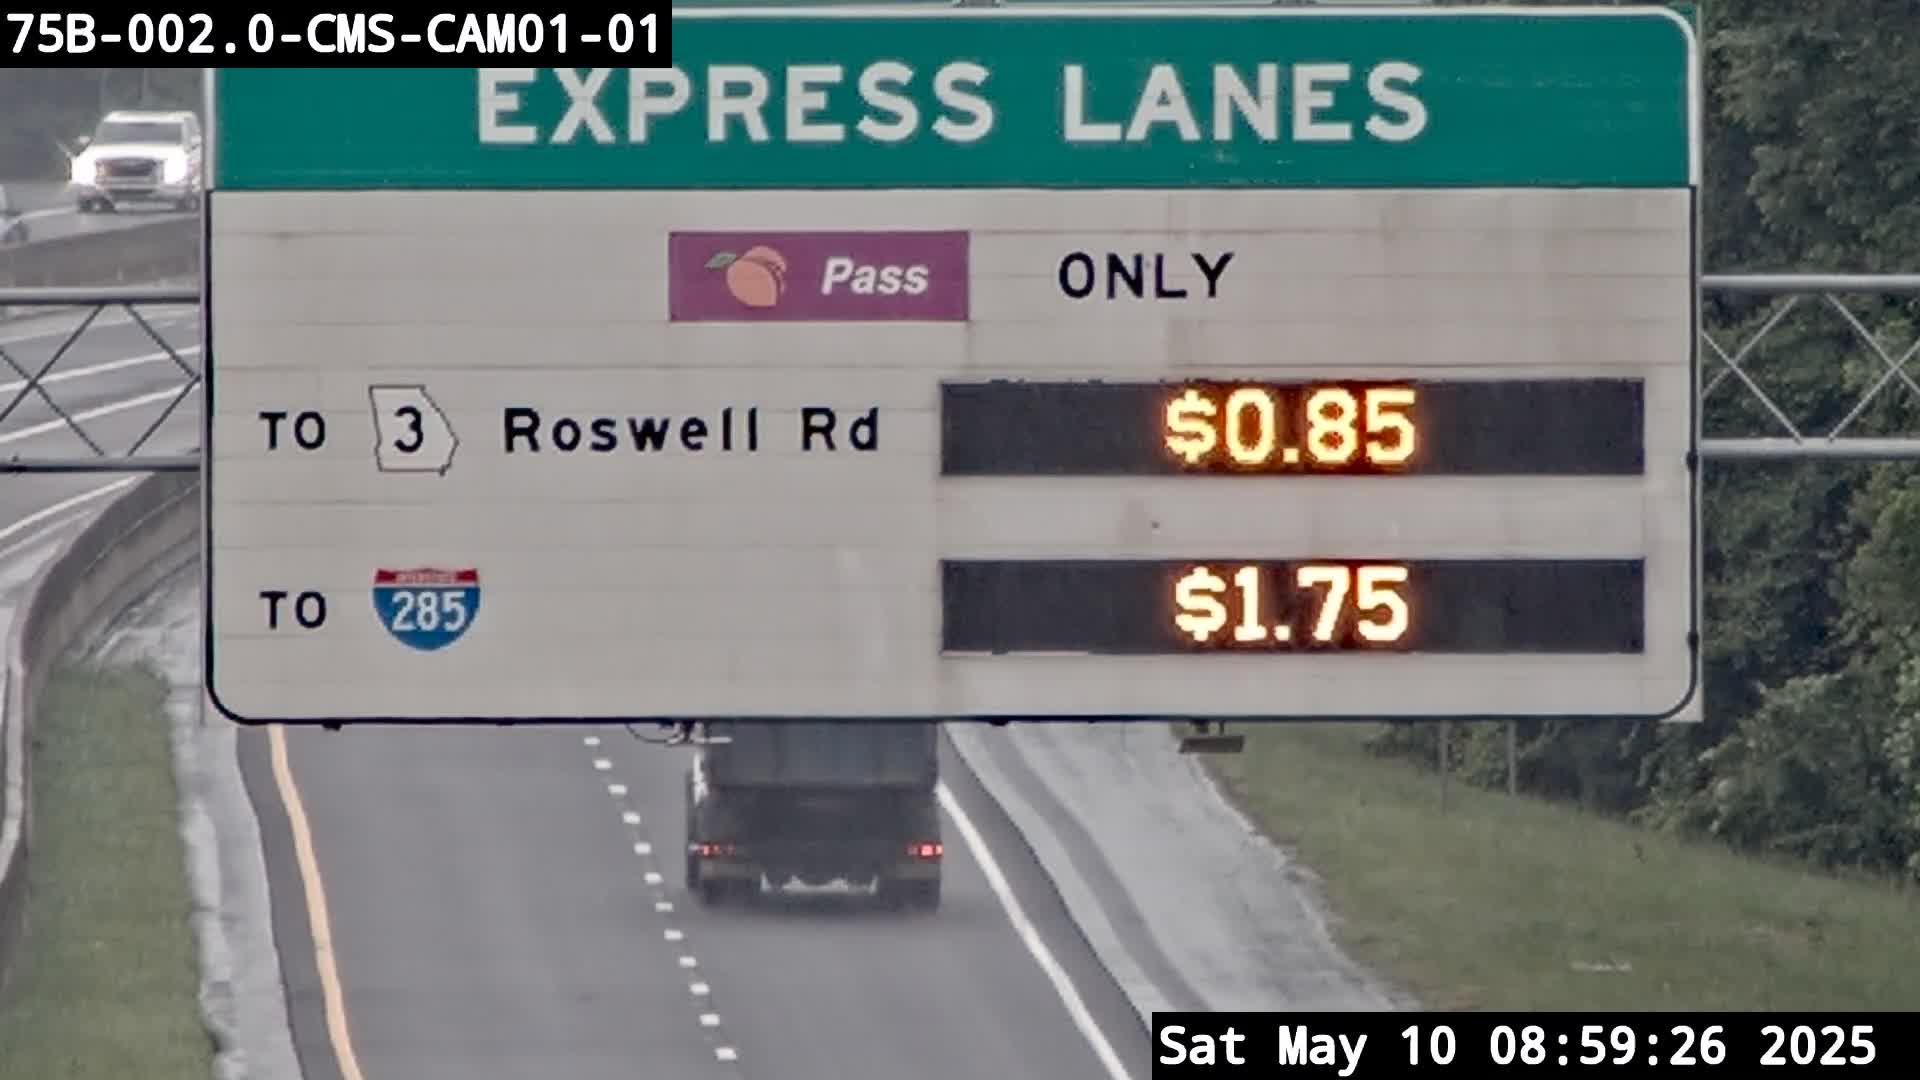 75B-002.0-CMS-CAM01-01
EXPRESS LANES
Pass ONLY
TO 3 Roswell Rd $0.85
INTERSTATE
TO 285 $1.75
Sat May 10 08:59:26 2025